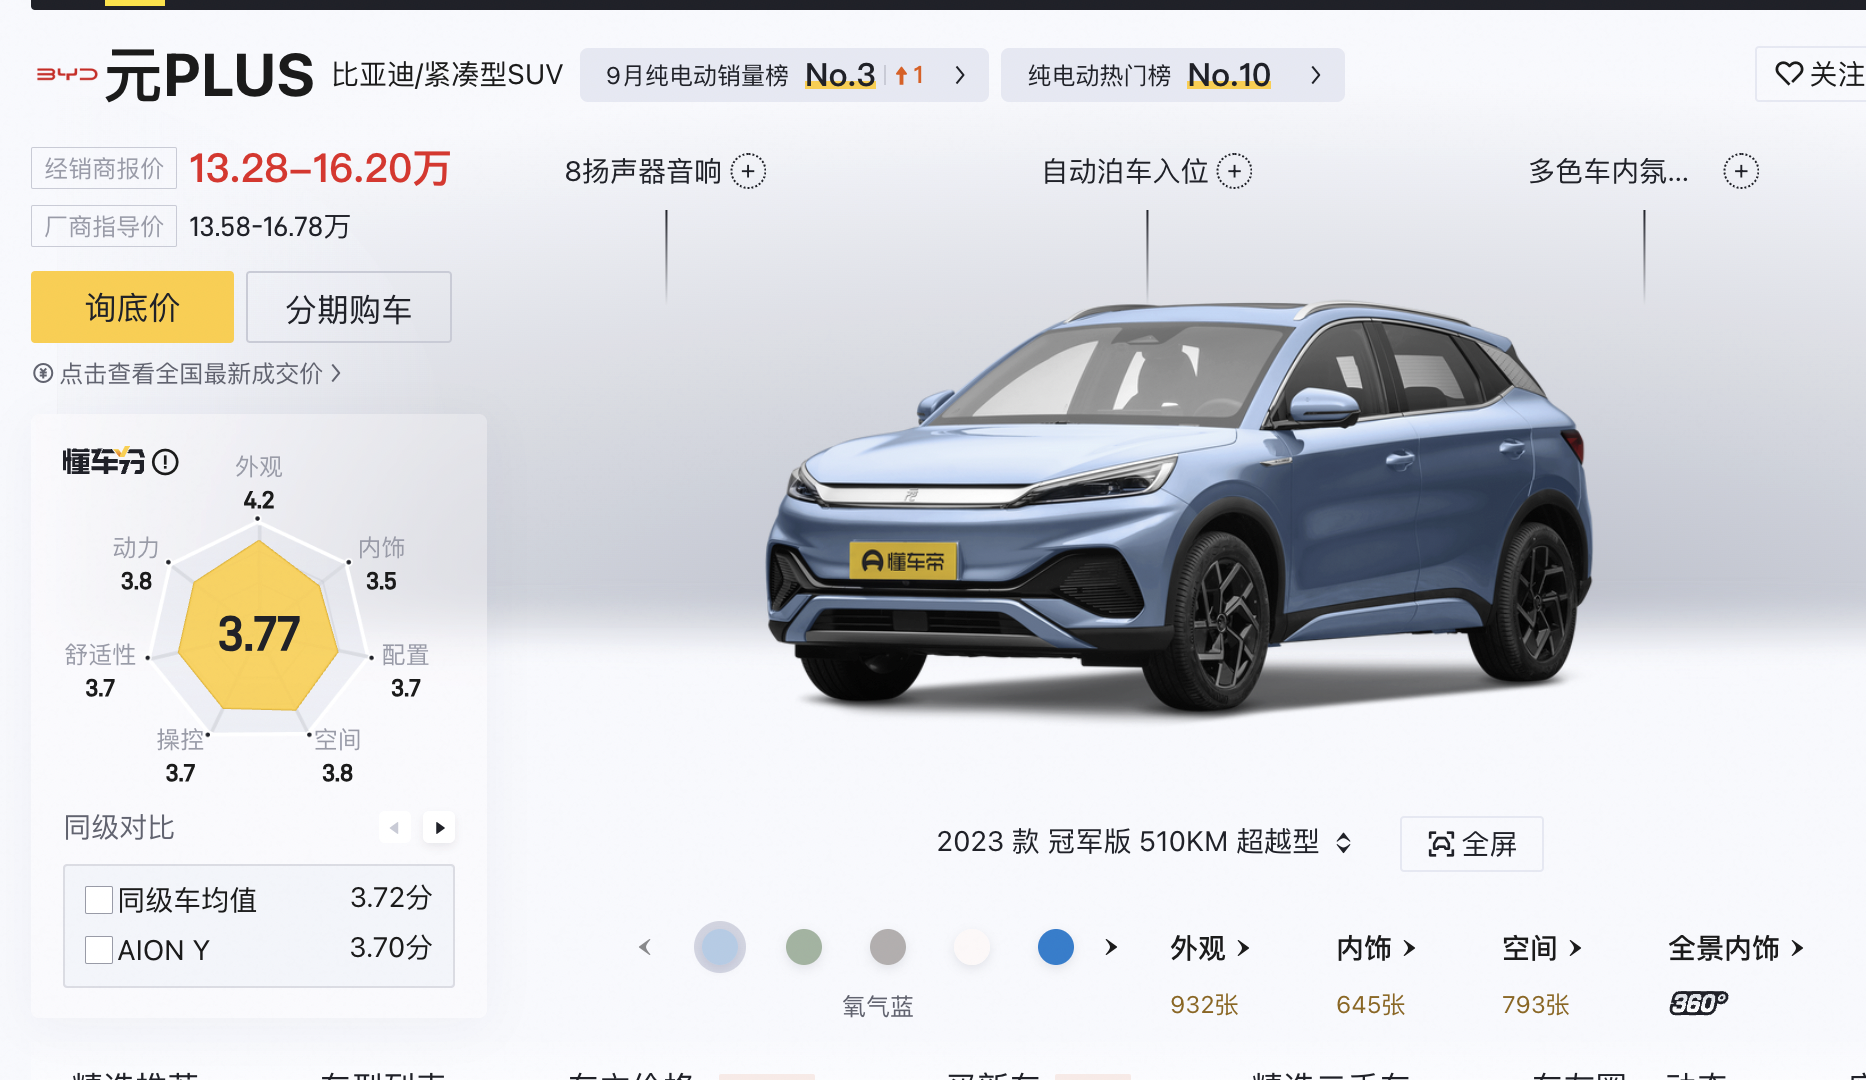 BYD 元PLUS 比亚迪/紧凑型SUV 9月纯电动销量榜 No.3 1 纯电动热门榜 No.10 关注
经销商报价 13.28-16.20万
厂商指导价 13.58-16.78万
询底价 分期购车
点击查看全国最新成交价
8扬声器音响 自动泊车入位 多色车内氛...
懂车分
外观
4.2
动力
3.8
内饰
3.5
3.77
舒适性
3.7
配置
3.7
操控
3.7
空间
3.8
同级对比
同级车均值 3.72分
AION Y 3.70分
元
懂车帝
2023 款 冠军版 510KM 超越型 全屏
氧气蓝
外观 内饰 空间 全景内饰
932张 645张 793张 360°